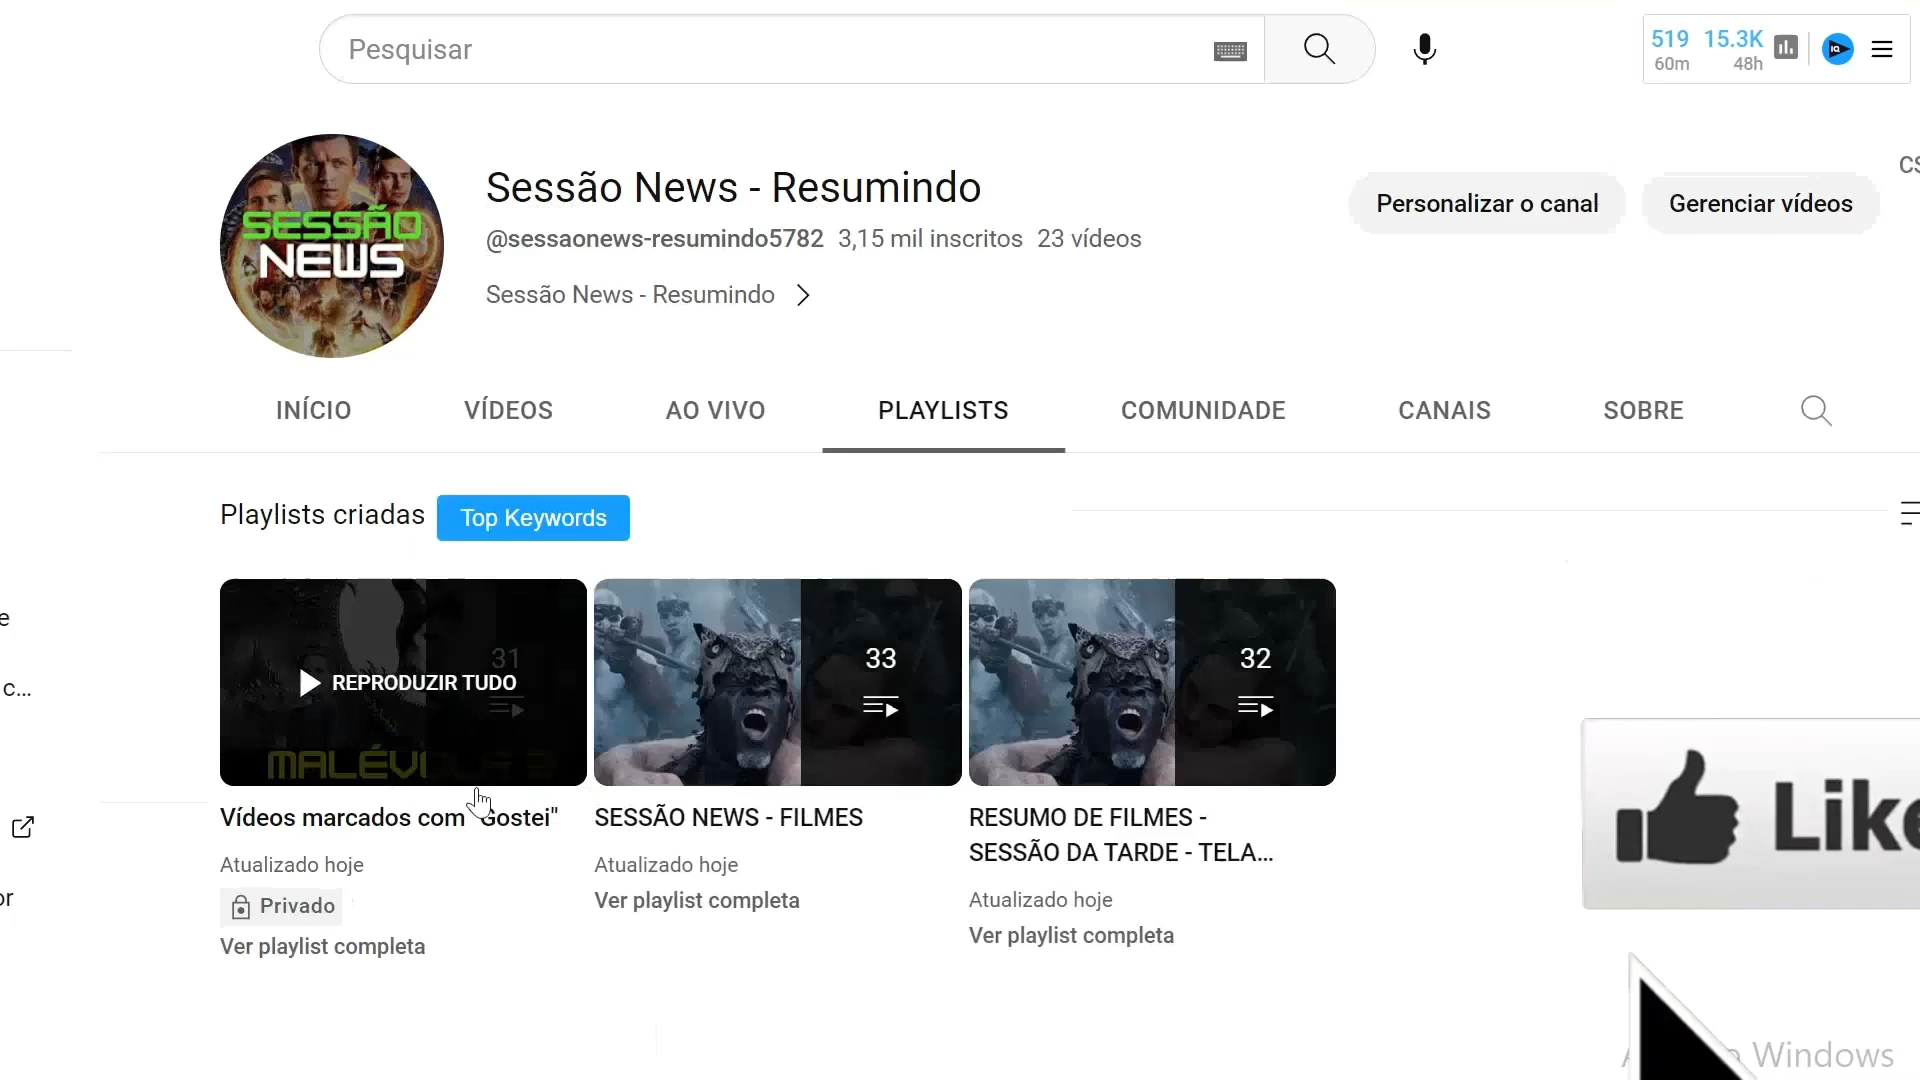 Pesquisar
519 15.3K
60m 48h
SESSÃO
NEWS
Sessão News - Resumindo
@sessaonews-resumindo5782 3,15 mil inscritos 23 vídeos
Sessão News - Resumindo
Personalizar o canal
Gerenciar vídeos
INÍCIO
VÍDEOS
AO VIVO
PLAYLISTS
COMUNIDADE
CANAIS
SOBRE
Playlists criadas
Top Keywords
31
REPRODUZIR TUDO
33
32
Vídeos marcados com "Gostei"
Atualizado hoje
Privado
Ver playlist completa
SESSÃO NEWS - FILMES
Atualizado hoje
Ver playlist completa
RESUMO DE FILMES -
SESSÃO DA TARDE - TELA...
Atualizado hoje
Ver playlist completa
c...
or
Like
Windows